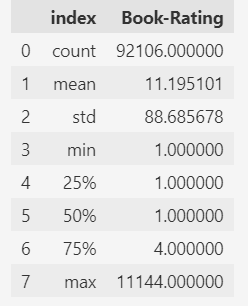 index Book-Rating
0 count 92106.000000
1 mean 11.195101
2 std 88.685678
3 min 1.000000
4 25% 1.000000
5 50% 1.000000
6 75% 4.000000
7 max 11144.000000